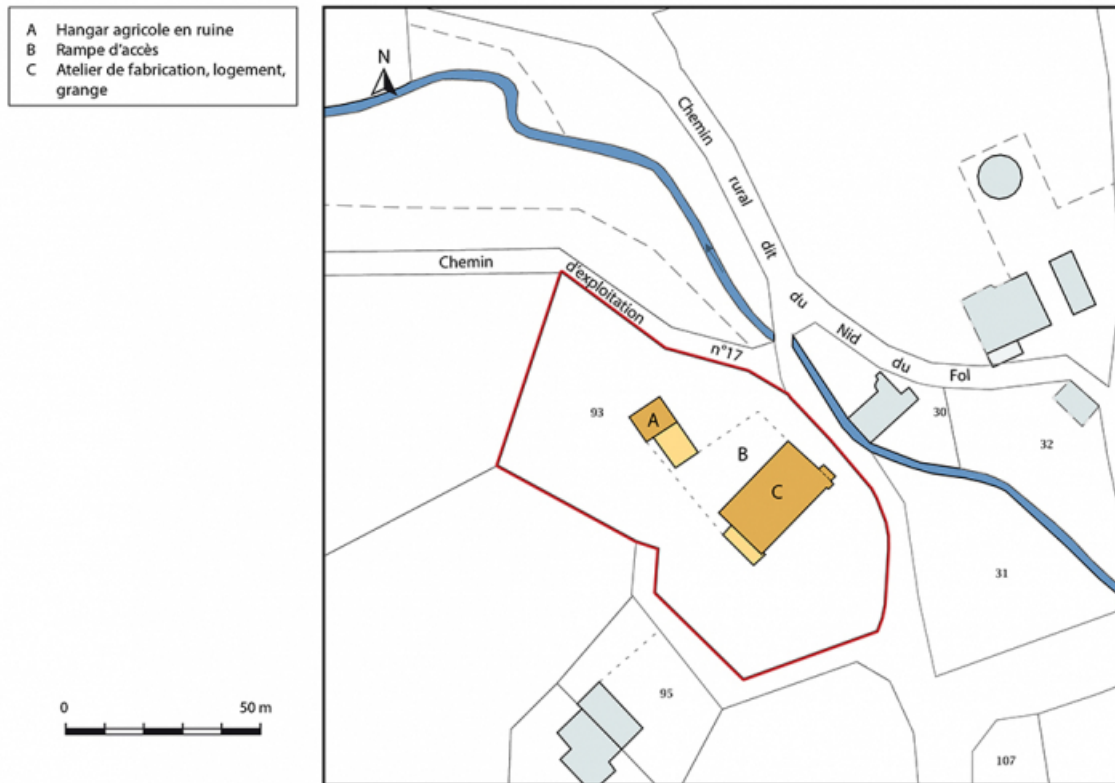 A Hangar agricole en ruine
B Rampe d'accès
C Atelier de fabrication, logement,
grange
N
Chemin rural dit du Nid du Fol
Chemin d'exploitation n°17
93
A
B
C
30
32
31
95
107
0 50 m